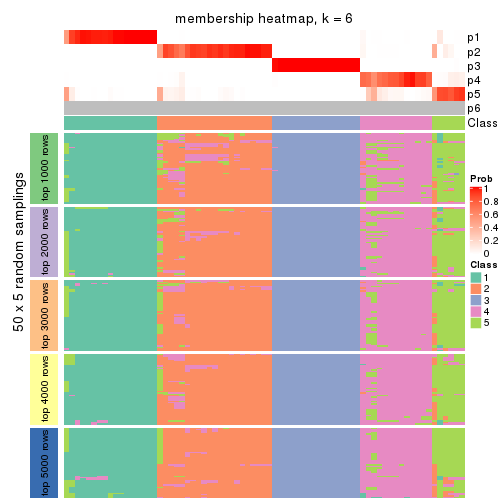 membership heatmap, k = 6
p1
p2
p3
p4
p5
p6
Class
50 x 5 random samplings
top 1000 rows
top 2000 rows
top 3000 rows
top 4000 rows
top 5000 rows
Prob
1
0.8
0.6
0.4
0.2
0
Class
1
2
3
4
5